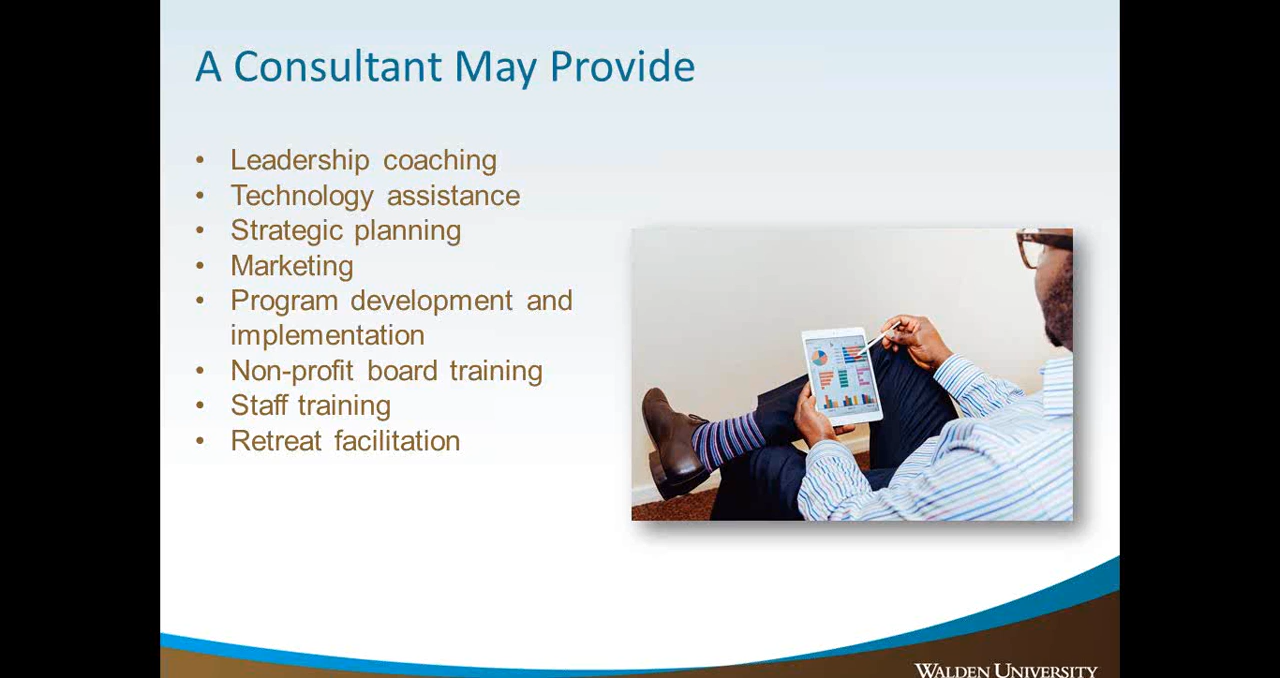 A Consultant May Provide
• Leadership coaching
• Technology assistance
• Strategic planning
• Marketing
• Program development and
implementation
• Non-profit board training
• Staff training
• Retreat facilitation
WALDEN UNIVERSITY